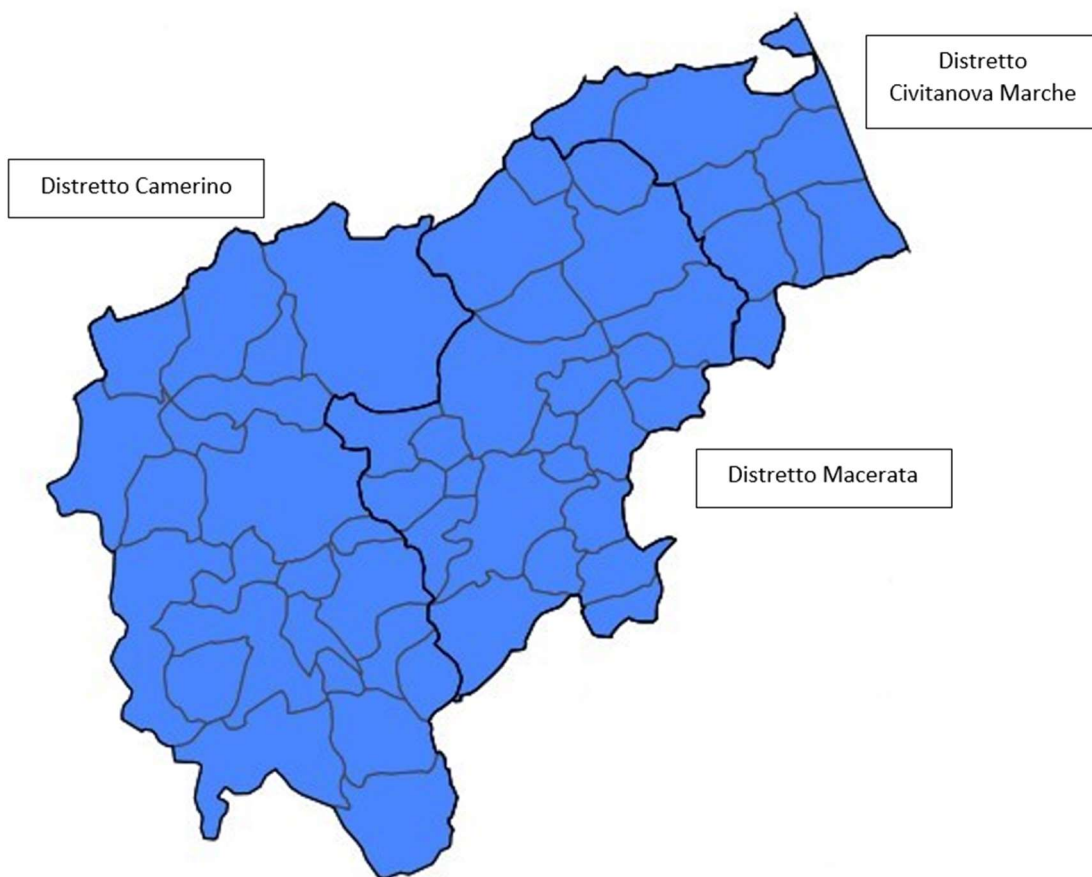 Distretto
Civitanova Marche
Distretto Camerino
Distretto Macerata